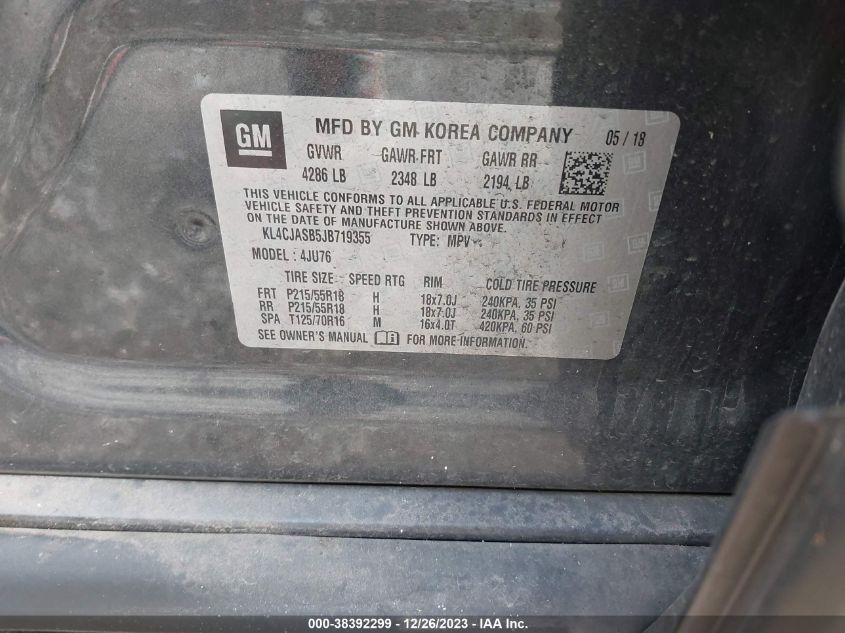 GM MFD BY GM KOREA COMPANY 05 / 18
GVWR GAWR FRT GAWR RR
4286 LB 2348 LB 2194 LB
THIS VEHICLE CONFORMS TO ALL APPLICABLE U.S. FEDERAL MOTOR
VEHICLE SAFETY AND THEFT PREVENTION STANDARDS IN EFFECT
ON THE DATE OF MANUFACTURE SHOWN ABOVE.
KL4CJASB5JB719355 TYPE: MPV
MODEL : 4JU76
TIRE SIZE SPEED RTG RIM COLD TIRE PRESSURE
FRT P215/55R18 H 18x7.0J 240KPA, 35 PSI
RR P215/55R18 H 18x7.0J 240KPA, 35 PSI
SPA T125/70R16 M 16x4.0T 420KPA, 60 PSI
SEE OWNER'S MANUAL FOR MORE INFORMATION.
000-38392299 - 12/26/2023 - IAA Inc.